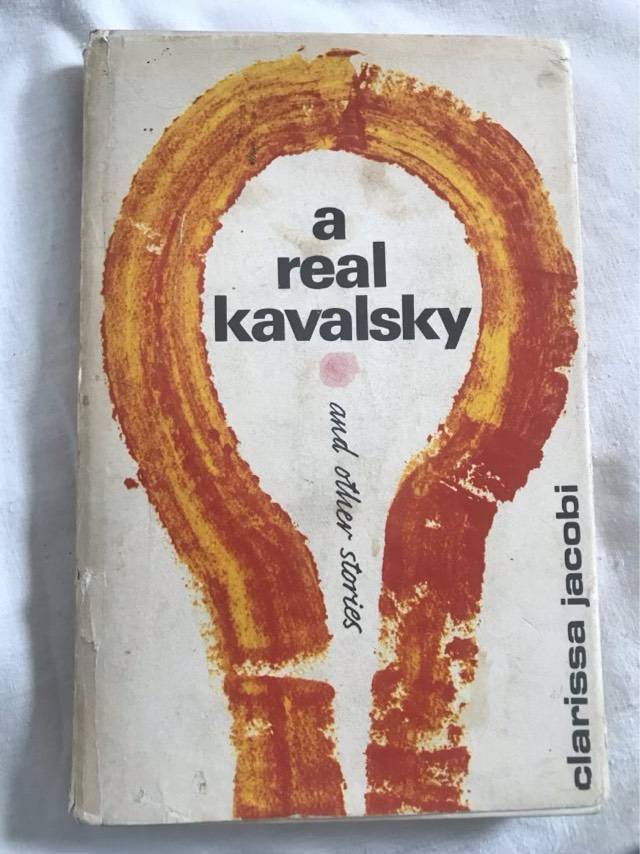 a
real
kavalsky
and other stories
clarissa jacobi